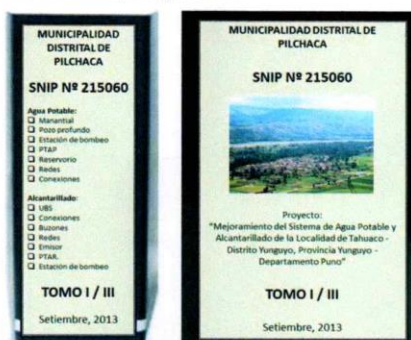 MUNICIPALIDAD
DISTRITAL DE
PILCHACA
SNIP Nº 215060
Agua Potable:
❑ Manantial
❑ Pozo profundo
❑ Estación de bombeo
❑ PTAP
❑ Reservorio
❑ Redes
❑ Conexiones
Alcantarillado:
❑ UBS
❑ Conexiones
❑ Buzones
❑ Redes
❑ Emisor
❑ PTAR.
❑ Estación de bombeo
TOMO I / III
Setiembre, 2013
MUNICIPALIDAD DISTRITAL DE
PILCHACA
SNIP Nº 215060
Proyecto:
"Mejoramiento del Sistema de Agua Potable y
Alcantarillado de la Localidad de Tahuaco -
Distrito Yunguyo, Provincia Yunguyo -
Departamento Puno"
TOMO I / III
Setiembre, 2013